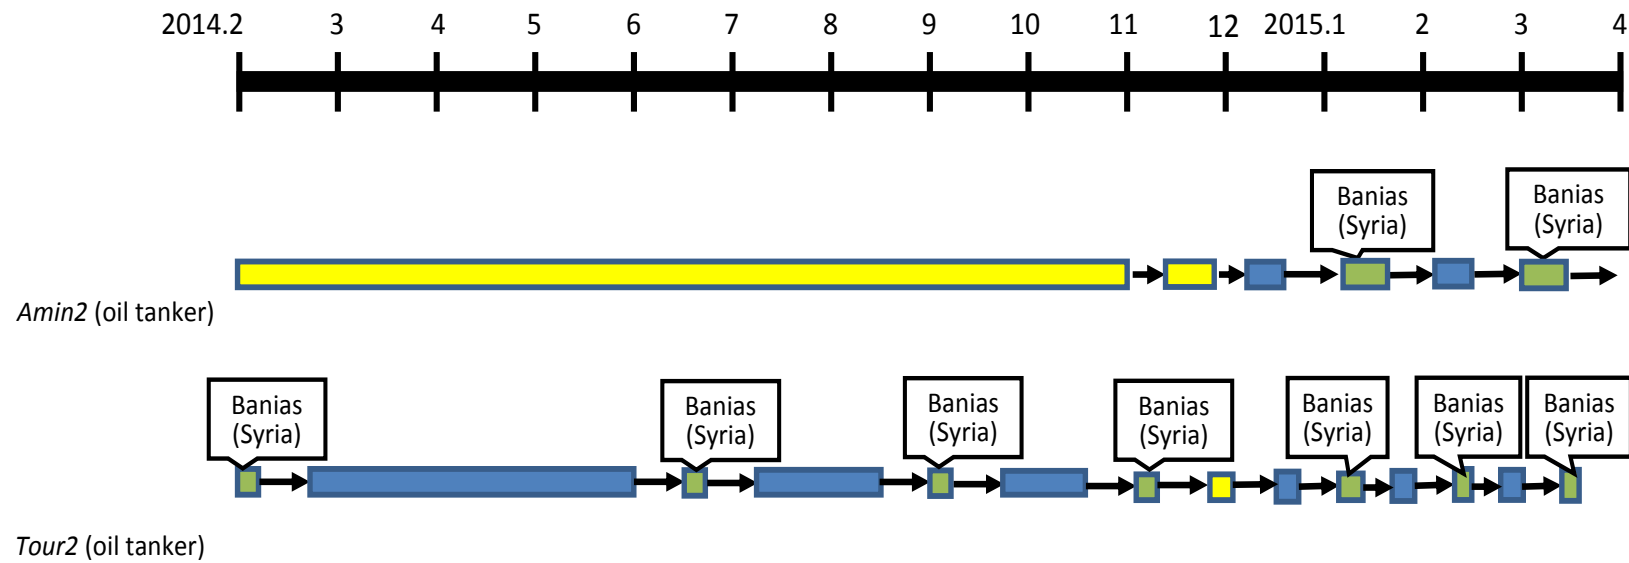 2014.2 3 4 5 6 7 8 9 10 11 12 2015.1 2 3 4
Banias
(Syria)
Banias
(Syria)
Amin2 (oil tanker)
Banias
(Syria)
Banias
(Syria)
Banias
(Syria)
Banias
(Syria)
Banias
(Syria)
Banias
(Syria)
Banias
(Syria)
Tour2 (oil tanker)